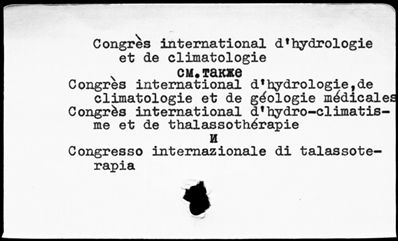 Congrès international d'hydrologie
et de climatologie
см.также
Congrès international d'hydrologie,de
climatologie et de géologie médicales
Congrès international d'hydro-climatis-
me et de thalassothérapie
и
Congresso internazionale di talassote-
rapia